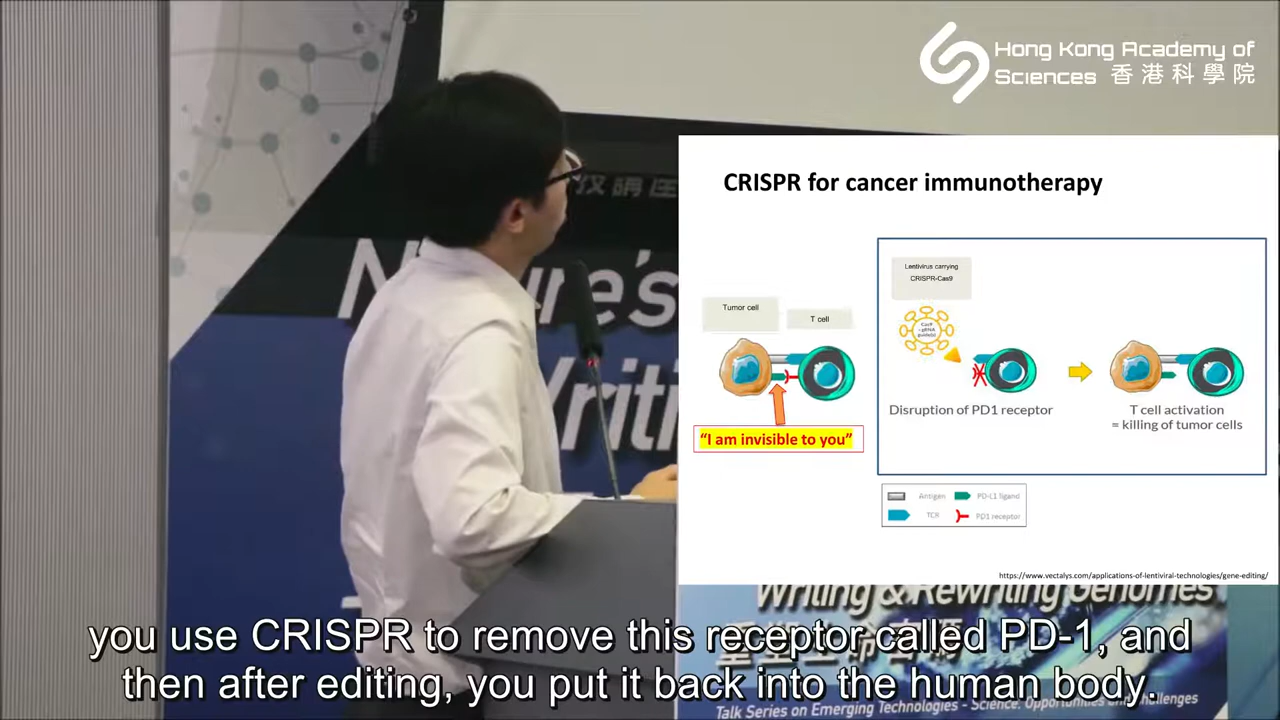 Hong Kong Academy of
Sciences 香港科學院
CRISPR for cancer immunotherapy
Lentivirus carrying
CRISPR-Cas9
Tumor cell
T cell
Cas9
+ gRNA
guide(s)
Disruption of PD1 receptor
T cell activation
= killing of tumor cells
"I am invisible to you"
Antigen
PD-L1 ligand
TCR
PD1 receptor
https://www.vectalys.com/applications-of-lentiviral-technologies/gene-editing/
Writing & Rewriting Genomes
you use CRISPR to remove this receptor called PD-1, and
then after editing, you put it back into the human body.
Talk Series on Emerging Technologies - Science: Opportunities and Challenges